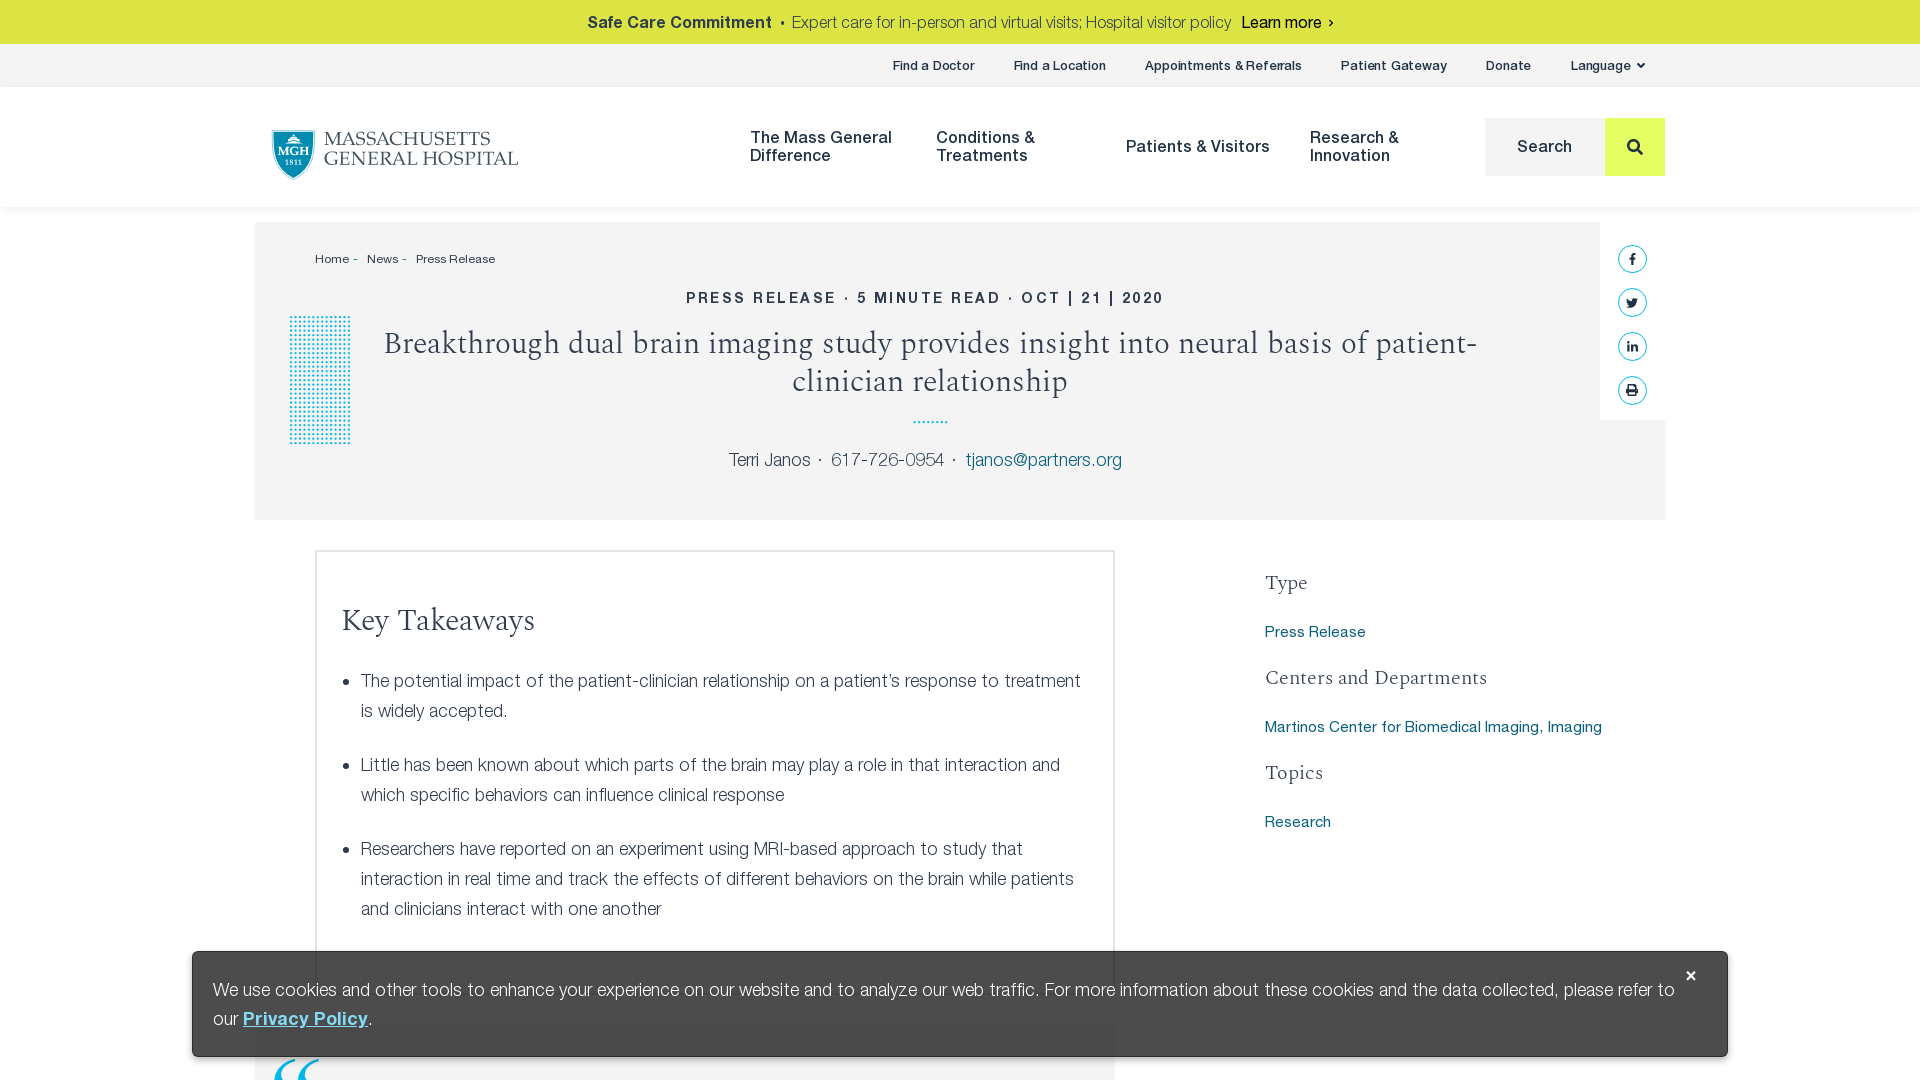 Safe Care Commitment • Expert care for in-person and virtual visits; Hospital visitor policy Learn more ›
Find a Doctor Find a Location Appointments & Referrals Patient Gateway Donate Language
MGH
1811
MASSACHUSETTS
GENERAL HOSPITAL
The Mass General
Difference
Conditions &
Treatments
Patients & Visitors
Research &
Innovation
Search
Home - News - Press Release
PRESS RELEASE · 5 MINUTE READ · OCT | 21 | 2020
Breakthrough dual brain imaging study provides insight into neural basis of patient-
clinician relationship
Terri Janos · 617-726-0954 · tjanos@partners.org
Key Takeaways
• The potential impact of the patient-clinician relationship on a patient’s response to treatment
is widely accepted.
• Little has been known about which parts of the brain may play a role in that interaction and
which specific behaviors can influence clinical response
• Researchers have reported on an experiment using MRI-based approach to study that
interaction in real time and track the effects of different behaviors on the brain while patients
and clinicians interact with one another
Type
Press Release
Centers and Departments
Martinos Center for Biomedical Imaging, Imaging
Topics
Research
We use cookies and other tools to enhance your experience on our website and to analyze our web traffic. For more information about these cookies and the data collected, please refer to
our Privacy Policy.
×
“